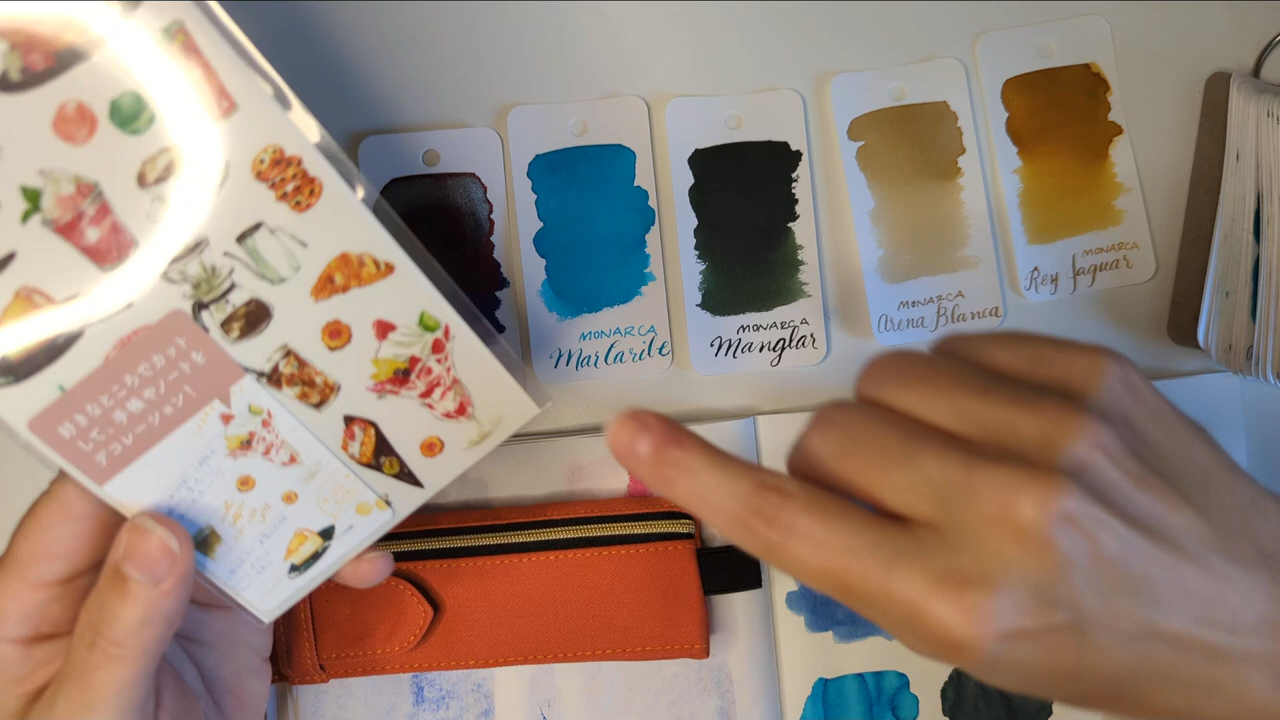 MONARCA
MarCaribe
MONARCA
Manglar
MONARCA
Arena Blanca
MONARCA
Rey Jaguar
好きなところでカット
して、手帳やノートを
デコレーション!